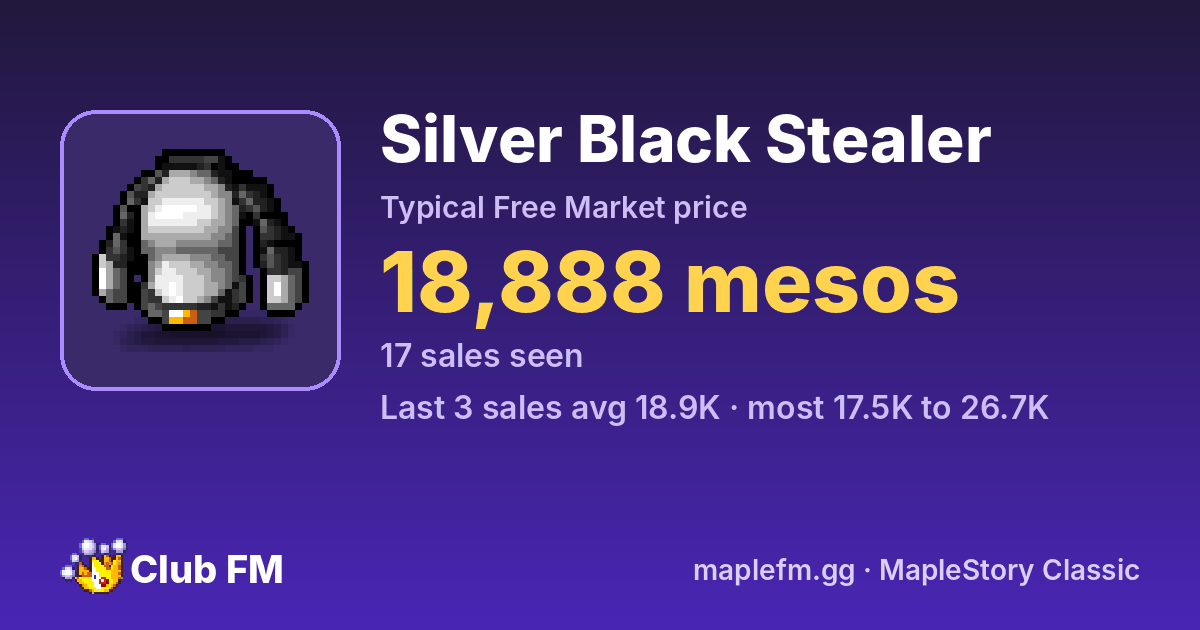 Silver Black Stealer
Typical Free Market price
18,888 mesos
17 sales seen
Last 3 sales avg 18.9K · most 17.5K to 26.7K
Club FM
maplefm.gg · MapleStory Classic